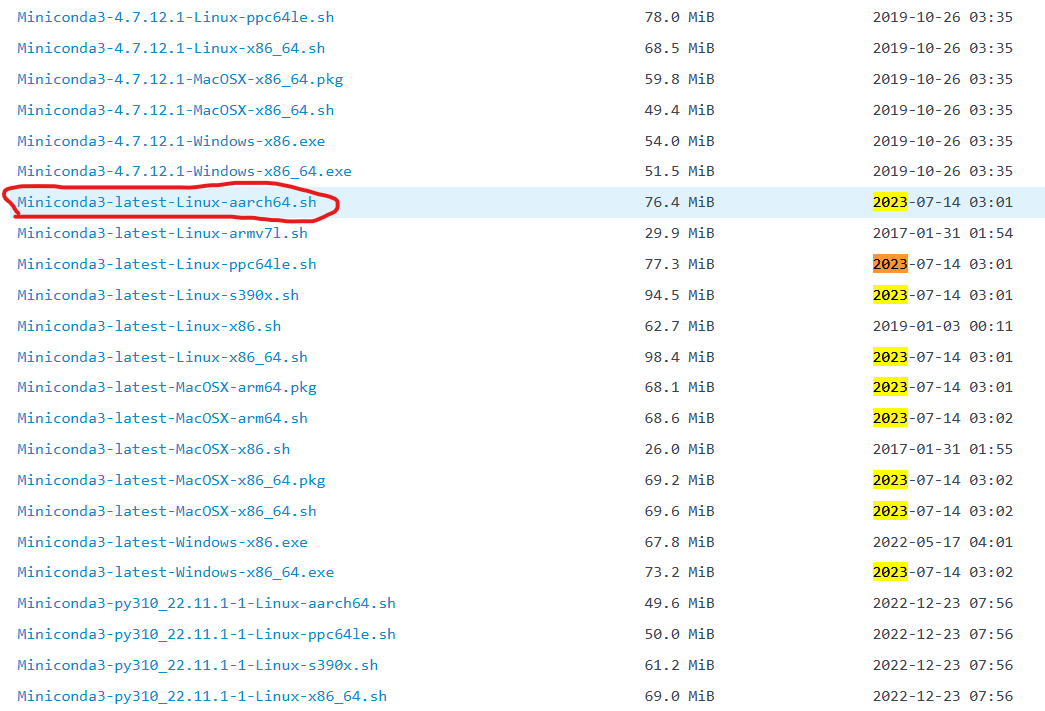 Miniconda3-4.7.12.1-Linux-ppc64le.sh 78.0 MiB 2019-10-26 03:35
Miniconda3-4.7.12.1-Linux-x86_64.sh 68.5 MiB 2019-10-26 03:35
Miniconda3-4.7.12.1-MacOSX-x86_64.pkg 59.8 MiB 2019-10-26 03:35
Miniconda3-4.7.12.1-MacOSX-x86_64.sh 49.4 MiB 2019-10-26 03:35
Miniconda3-4.7.12.1-Windows-x86.exe 54.0 MiB 2019-10-26 03:35
Miniconda3-4.7.12.1-Windows-x86_64.exe 51.5 MiB 2019-10-26 03:35
Miniconda3-latest-Linux-aarch64.sh 76.4 MiB 2023-07-14 03:01
Miniconda3-latest-Linux-armv7l.sh 29.9 MiB 2017-01-31 01:54
Miniconda3-latest-Linux-ppc64le.sh 77.3 MiB 2023-07-14 03:01
Miniconda3-latest-Linux-s390x.sh 94.5 MiB 2023-07-14 03:01
Miniconda3-latest-Linux-x86.sh 62.7 MiB 2019-01-03 00:11
Miniconda3-latest-Linux-x86_64.sh 98.4 MiB 2023-07-14 03:01
Miniconda3-latest-MacOSX-arm64.pkg 68.1 MiB 2023-07-14 03:01
Miniconda3-latest-MacOSX-arm64.sh 68.6 MiB 2023-07-14 03:02
Miniconda3-latest-MacOSX-x86.sh 26.0 MiB 2017-01-31 01:55
Miniconda3-latest-MacOSX-x86_64.pkg 69.2 MiB 2023-07-14 03:02
Miniconda3-latest-MacOSX-x86_64.sh 69.6 MiB 2023-07-14 03:02
Miniconda3-latest-Windows-x86.exe 67.8 MiB 2022-05-17 04:01
Miniconda3-latest-Windows-x86_64.exe 73.2 MiB 2023-07-14 03:02
Miniconda3-py310_22.11.1-1-Linux-aarch64.sh 49.6 MiB 2022-12-23 07:56
Miniconda3-py310_22.11.1-1-Linux-ppc64le.sh 50.0 MiB 2022-12-23 07:56
Miniconda3-py310_22.11.1-1-Linux-s390x.sh 61.2 MiB 2022-12-23 07:56
Miniconda3-py310_22.11.1-1-Linux-x86_64.sh 69.0 MiB 2022-12-23 07:56